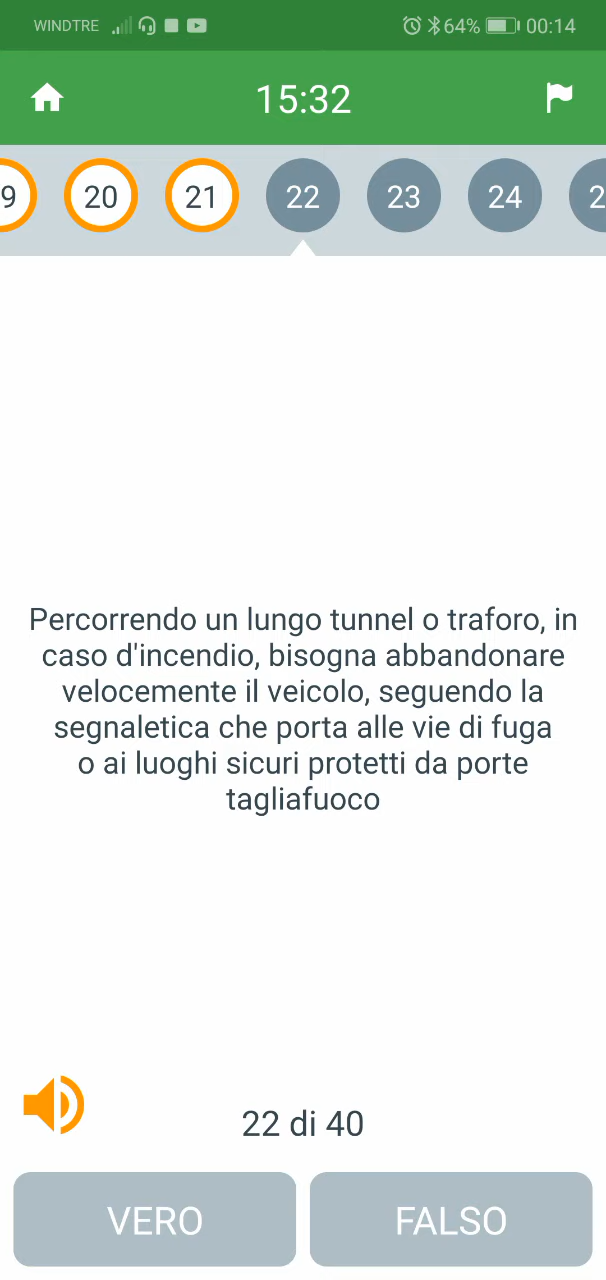 WINDTRE 64% 00:14
15:32
9 20 21 22 23 24 2
Percorrendo un lungo tunnel o traforo, in
caso d'incendio, bisogna abbandonare
velocemente il veicolo, seguendo la
segnaletica che porta alle vie di fuga
o ai luoghi sicuri protetti da porte
tagliafuoco
22 di 40
VERO FALSO